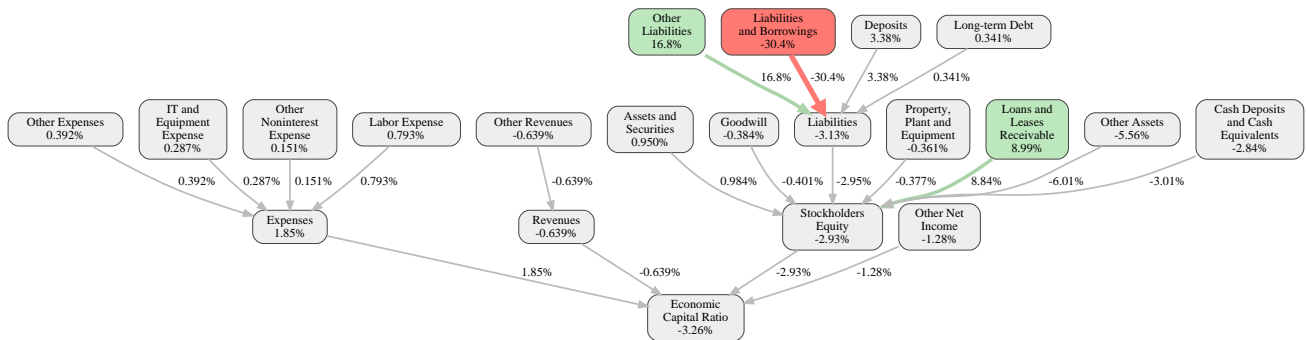 Other
Liabilities
16.8%
Liabilities
and Borrowings
-30.4%
Deposits
3.38%
Long-term Debt
0.341%
16.8%
-30.4%
3.38%
0.341%
Other Expenses
0.392%
IT and
Equipment
Expense
0.287%
Other
Noninterest
Expense
0.151%
Labor Expense
0.793%
Other Revenues
-0.639%
Assets and
Securities
0.950%
Goodwill
-0.384%
Liabilities
-3.13%
Property,
Plant and
Equipment
-0.361%
Loans and
Leases
Receivable
8.99%
Other Assets
-5.56%
Cash Deposits
and Cash
Equivalents
-2.84%
0.392%
0.287%
0.151%
0.793%
-0.639%
0.984%
-0.401%
-2.95%
-0.377%
8.84%
-6.01%
-3.01%
Expenses
1.85%
Revenues
-0.639%
Stockholders
Equity
-2.93%
Other Net
Income
-1.28%
1.85%
-0.639%
-2.93%
-1.28%
Economic
Capital Ratio
-3.26%